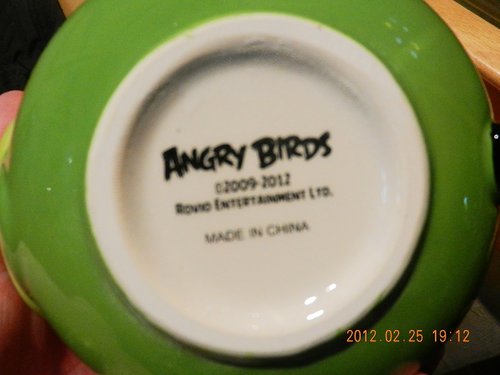 ANGRY BIRDS
©2009-2012
ROVIO ENTERTAINMENT LTD.
MADE IN CHINA
2012.02.25 19:12